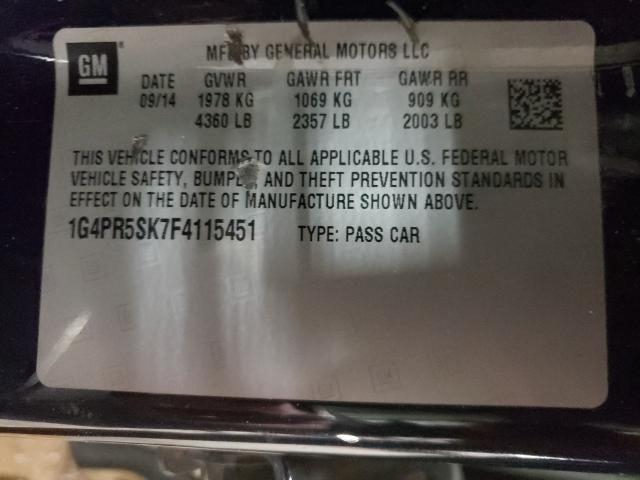 GM
MFD BY GENERAL MOTORS LLC
DATE GVWR GAWR FRT GAWR RR
09/14 1978 KG 1069 KG 909 KG
4360 LB 2357 LB 2003 LB
THIS VEHICLE CONFORMS TO ALL APPLICABLE U.S. FEDERAL MOTOR
VEHICLE SAFETY, BUMPER, AND THEFT PREVENTION STANDARDS IN
EFFECT ON THE DATE OF MANUFACTURE SHOWN ABOVE.
1G4PR5SK7F4115451 TYPE: PASS CAR